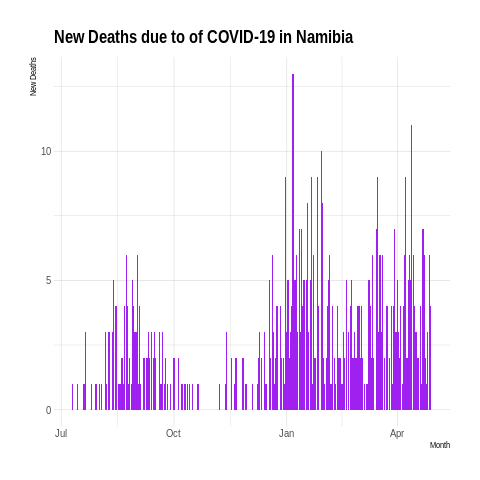 New Deaths due to of COVID-19 in Namibia
New Deaths
10
5
0
Jul Oct Jan Apr
Month